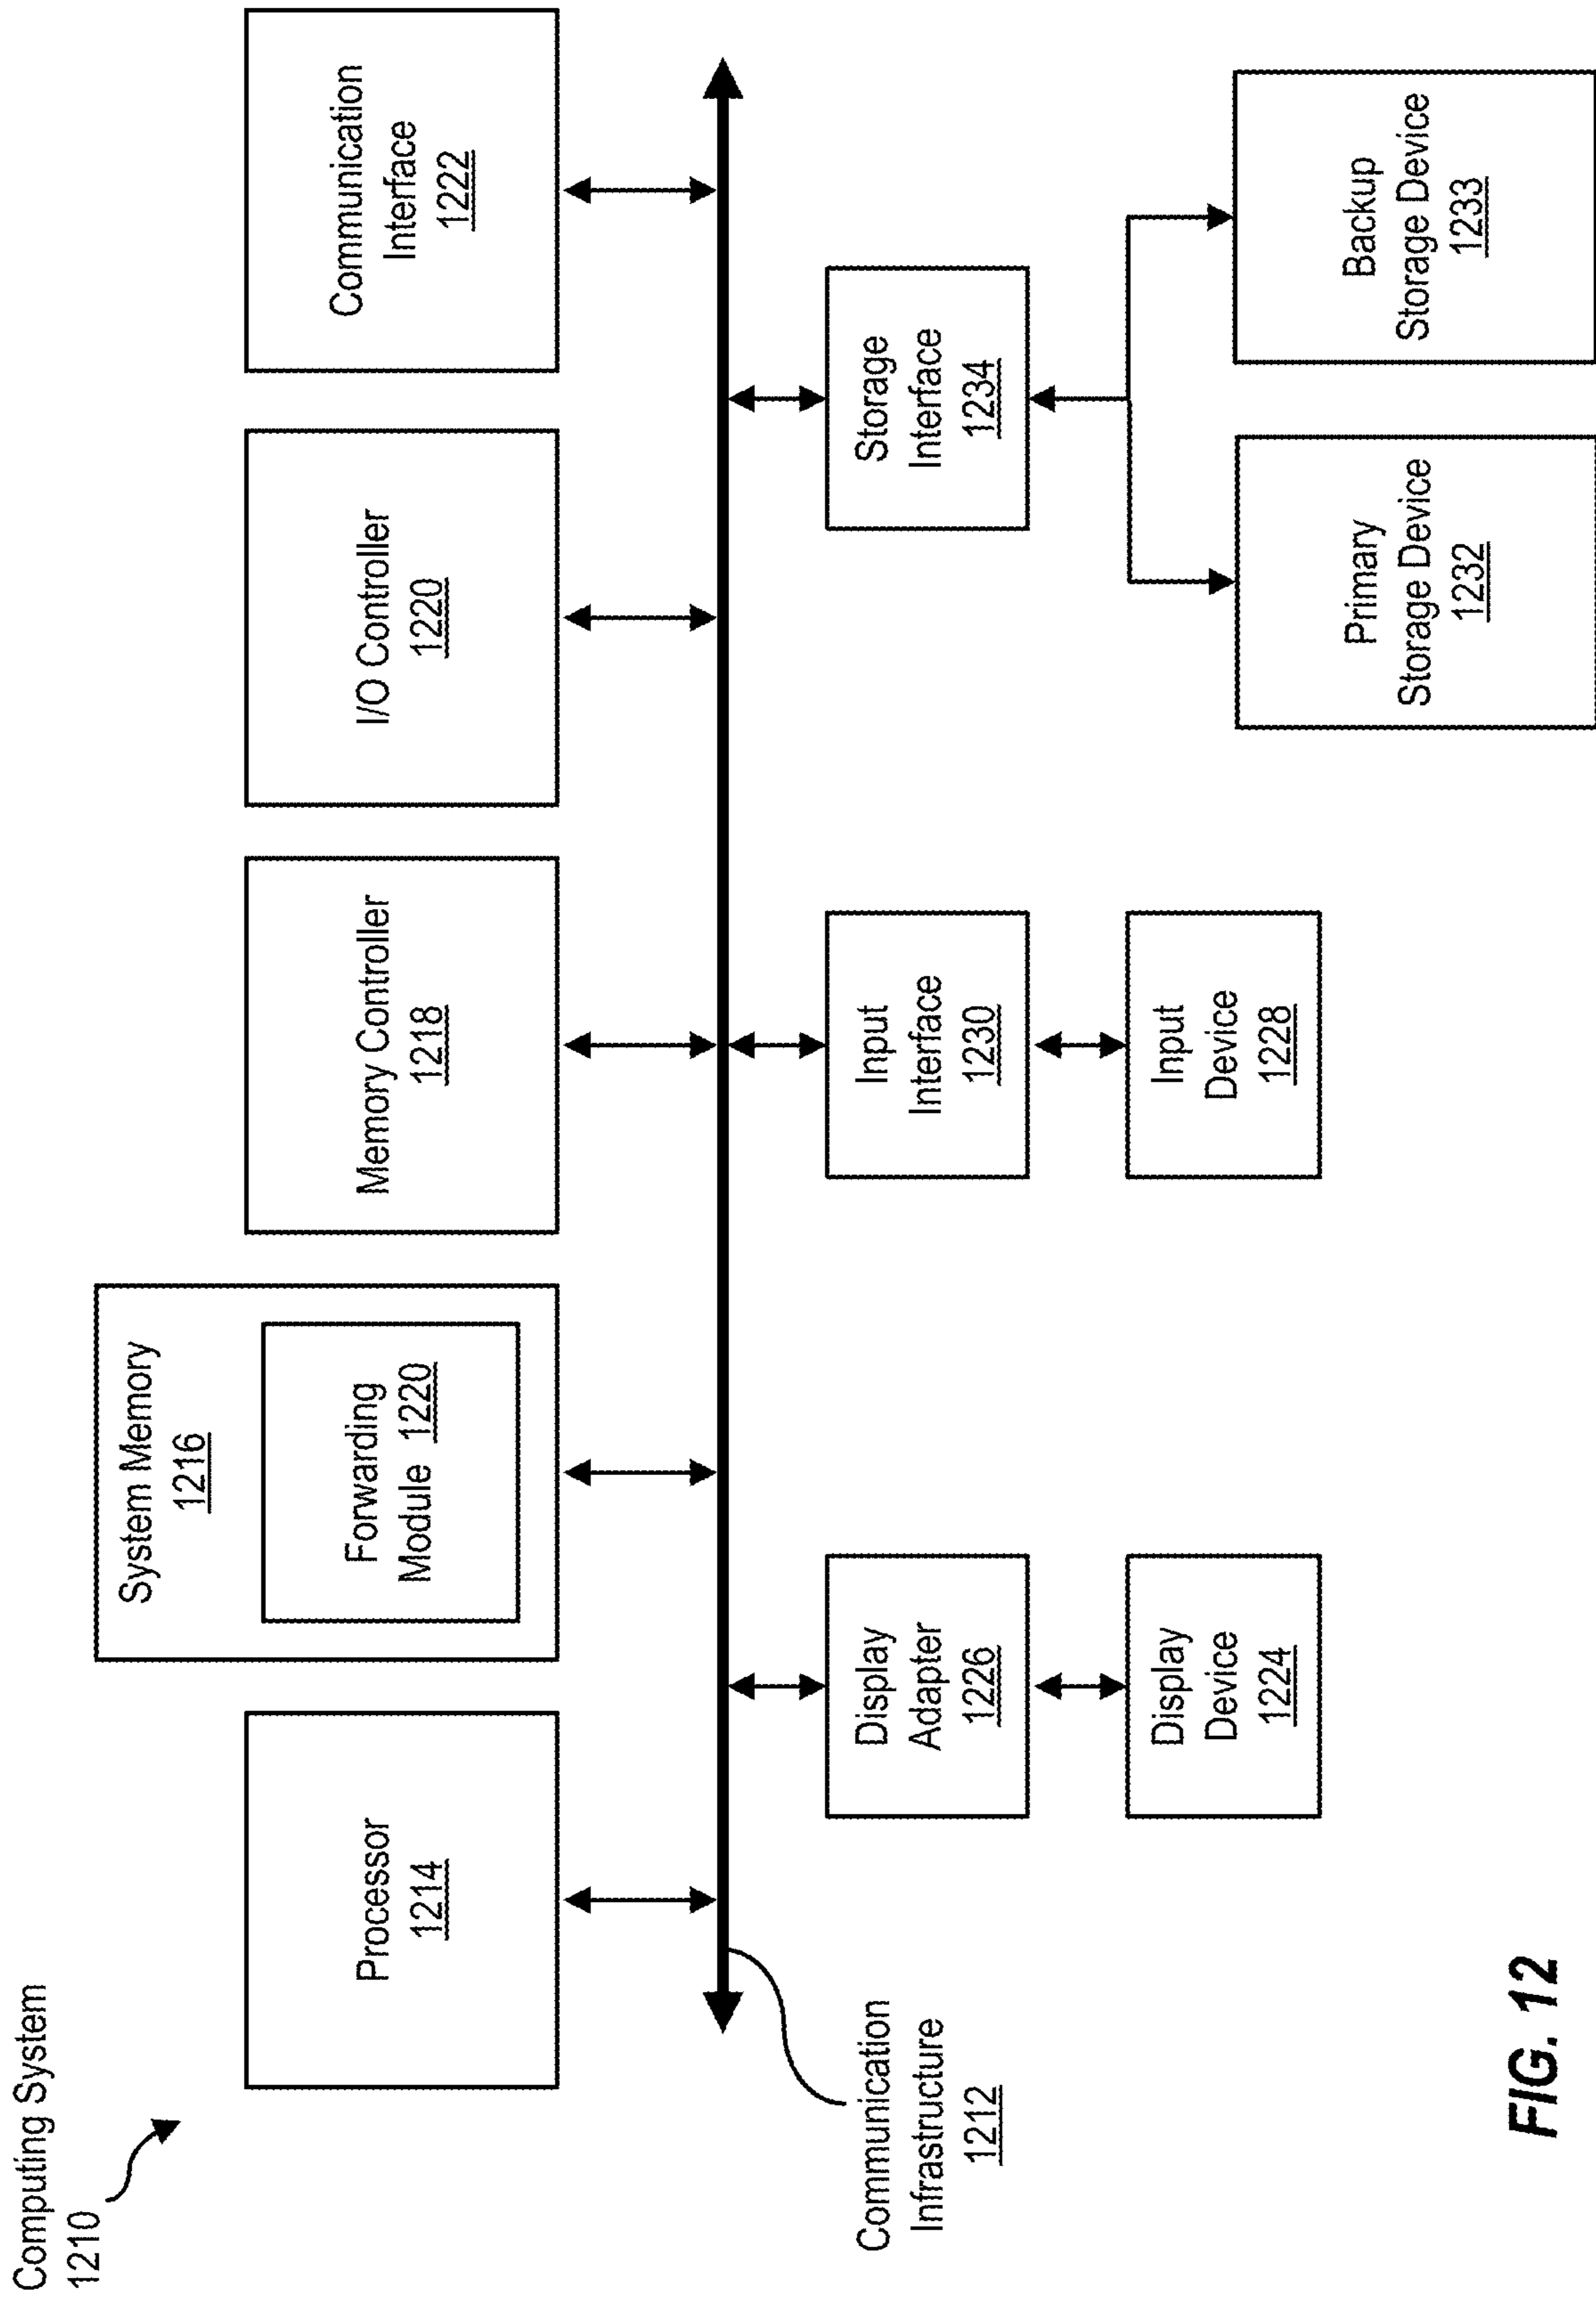 Computing System
1210
Processor
1214
System Memory
1216
Forwarding
Module 1220
Memory Controller
1218
I/O Controller
1220
Communication
Interface
1222
Communication
Infrastructure
1212
Display
Adapter
1226
Input
Interface
1230
Storage
Interface
1234
Display
Device
1224
Input
Device
1228
Primary
Storage Device
1232
Backup
Storage Device
1233
FIG. 12